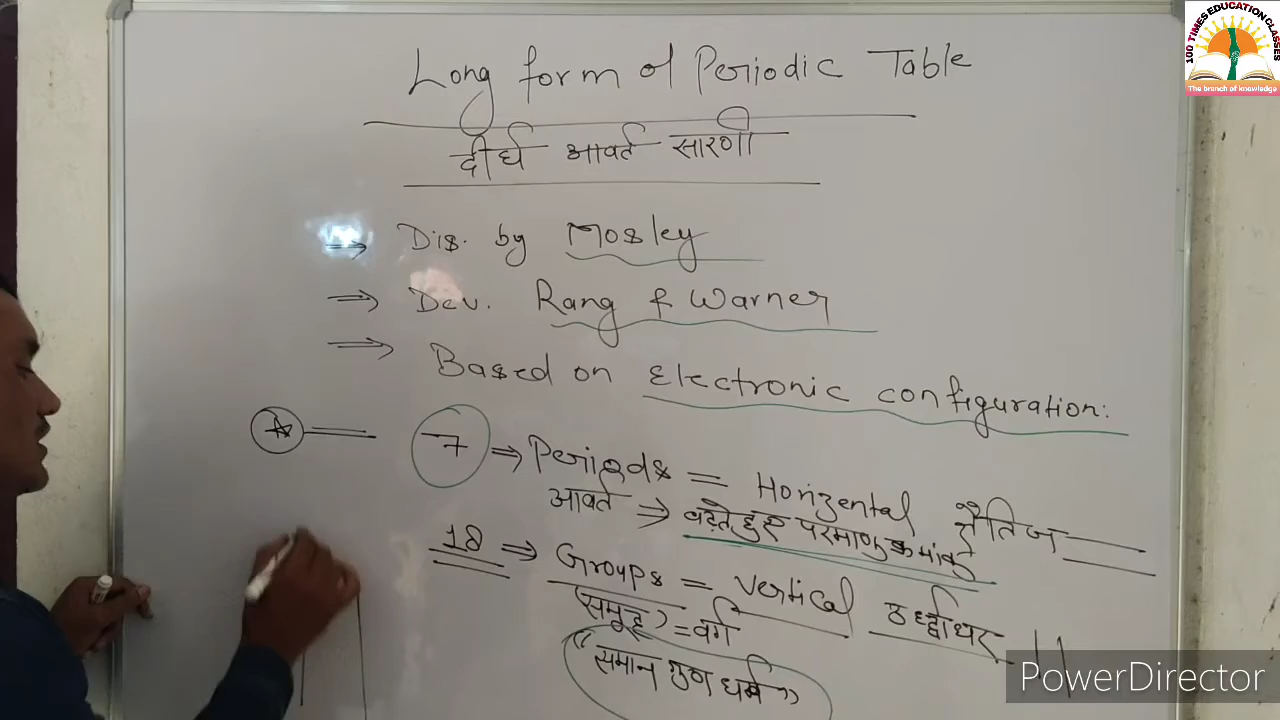 Long form of Periodic Table
दीर्घ आवर्त सारणी
⇒ Dis. by Mosley
⇒ Dev. Rang & Warner
⇒ Based on Electronic configuration:
7 ⇒ Periods = Horizental क्षैतिज
आवर्त ⇒ बढ़ते हुए परमाणु क्रमांक
18 ⇒ Groups = Vertical उर्द्धाधर
(समूह) = वर्ग
"समान गुण धर्म"
100 TIMES EDUCATION CLASSES
The branch of knowledge
PowerDirector